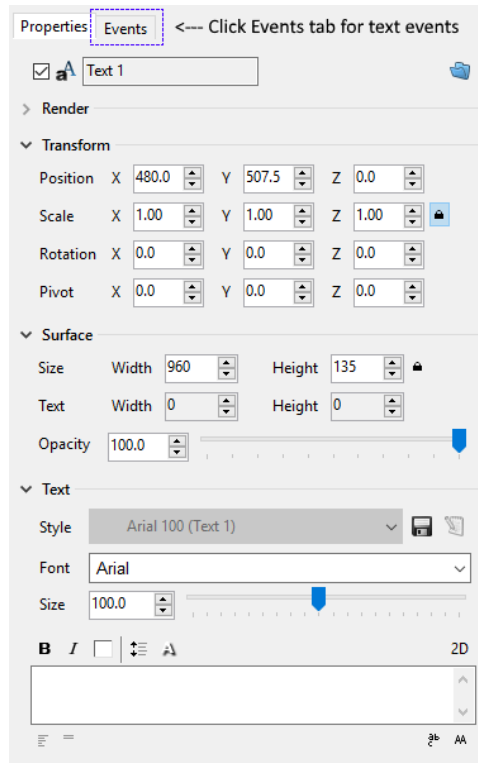 Properties Events <--- Click Events tab for text events
aA Text 1
Render
Transform
Position X 480.0 Y 507.5 Z 0.0
Scale X 1.00 Y 1.00 Z 1.00
Rotation X 0.0 Y 0.0 Z 0.0
Pivot X 0.0 Y 0.0 Z 0.0
Surface
Size Width 960 Height 135
Text Width 0 Height 0
Opacity 100.0
Text
Style Arial 100 (Text 1)
Font Arial
Size 100.0
B I A 2D
AA